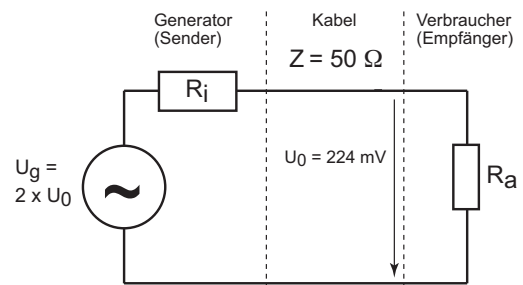 Generator
(Sender)
Kabel
Verbraucher
(Empfänger)
Z = 50 Ω
Ri
Ug =
2 x U0
~
U0 = 224 mV
Ra